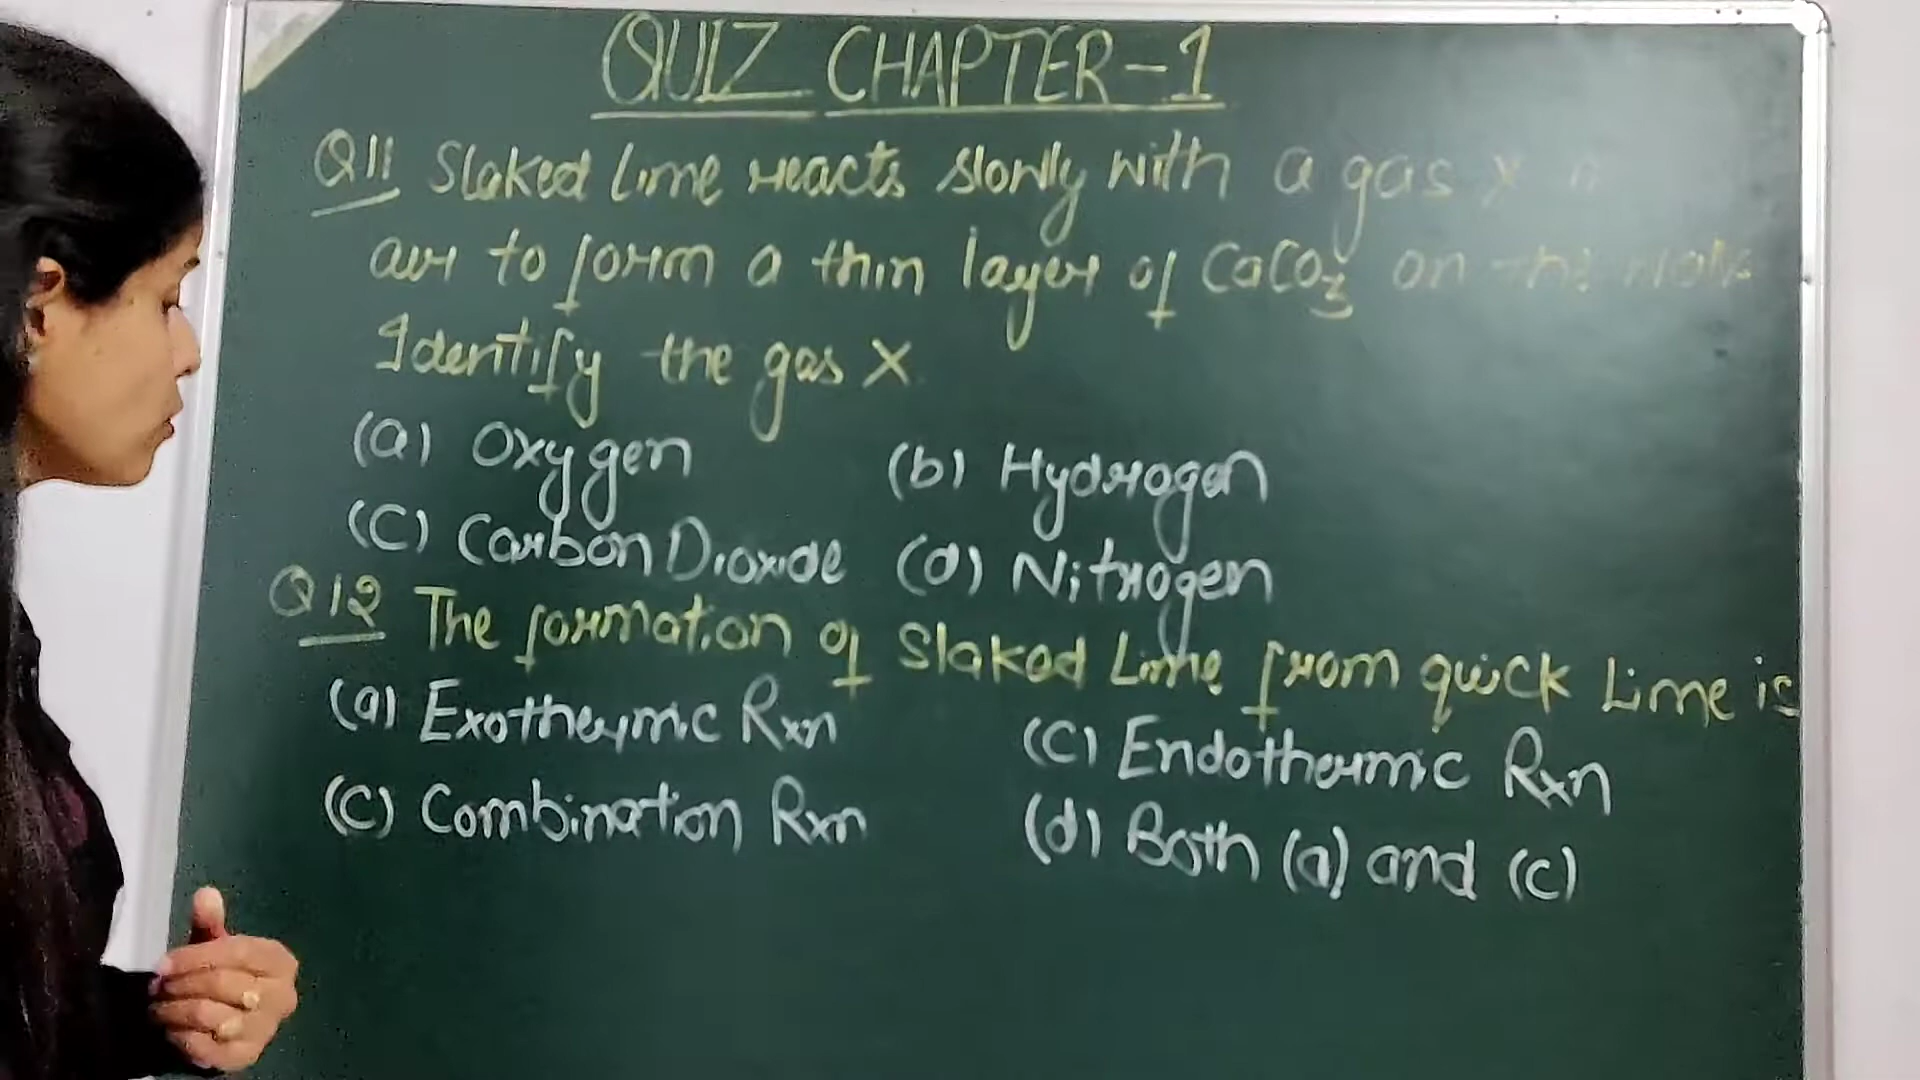 QUIZ CHAPTER-1
Q11 Slaked Lime reacts slowly with a gas X
air to form a thin layer of CaCO3 on the
Identify the gas X
(a) Oxygen (b) Hydrogen
(C) Carbon Dioxide (d) Nitrogen
Q12 The formation of Slaked Lime from quick Lime is
(a) Exothermic Rxn (C) Endothermic Rxn
(C) Combination Rxn (d) Both (a) and (c)